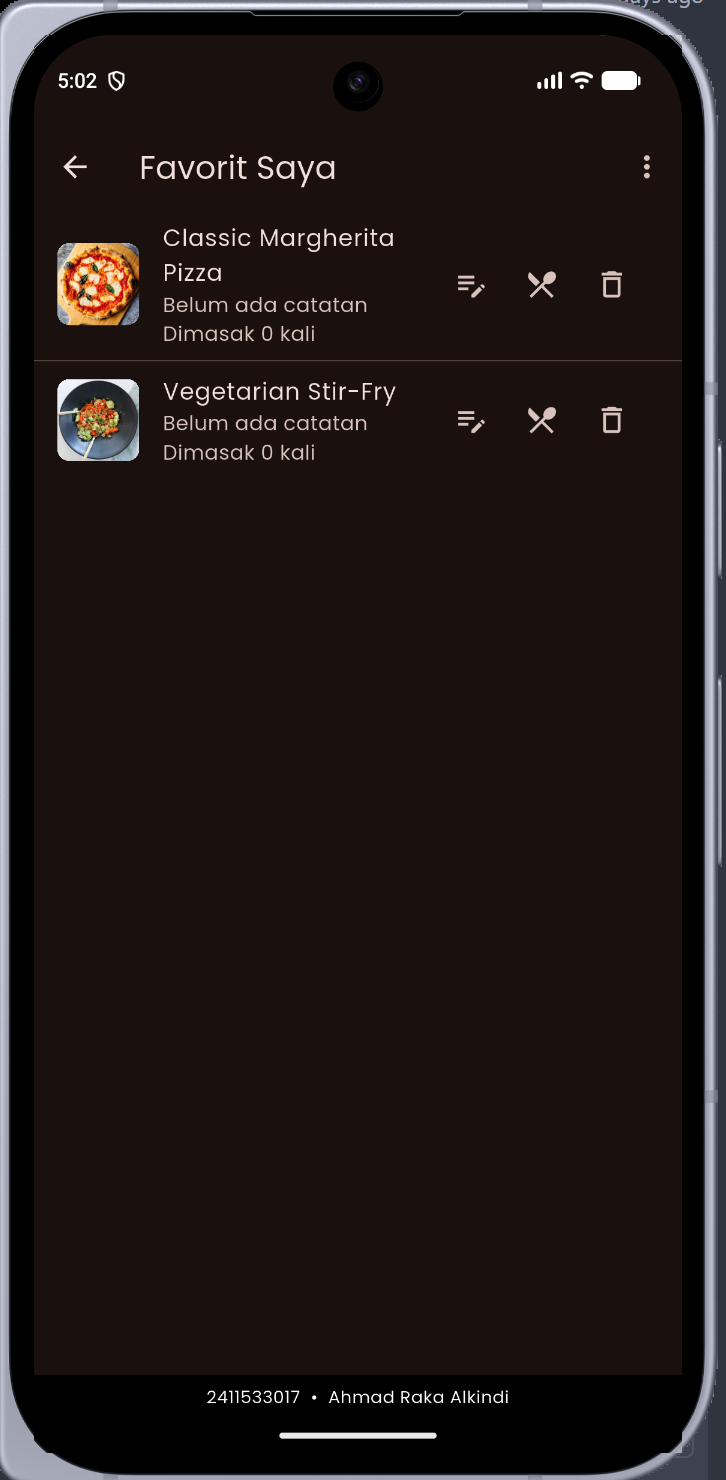 5:02
Favorit Saya
Classic Margherita
Pizza
Belum ada catatan
Dimasak 0 kali
Vegetarian Stir-Fry
Belum ada catatan
Dimasak 0 kali
2411533017 • Ahmad Raka Alkindi